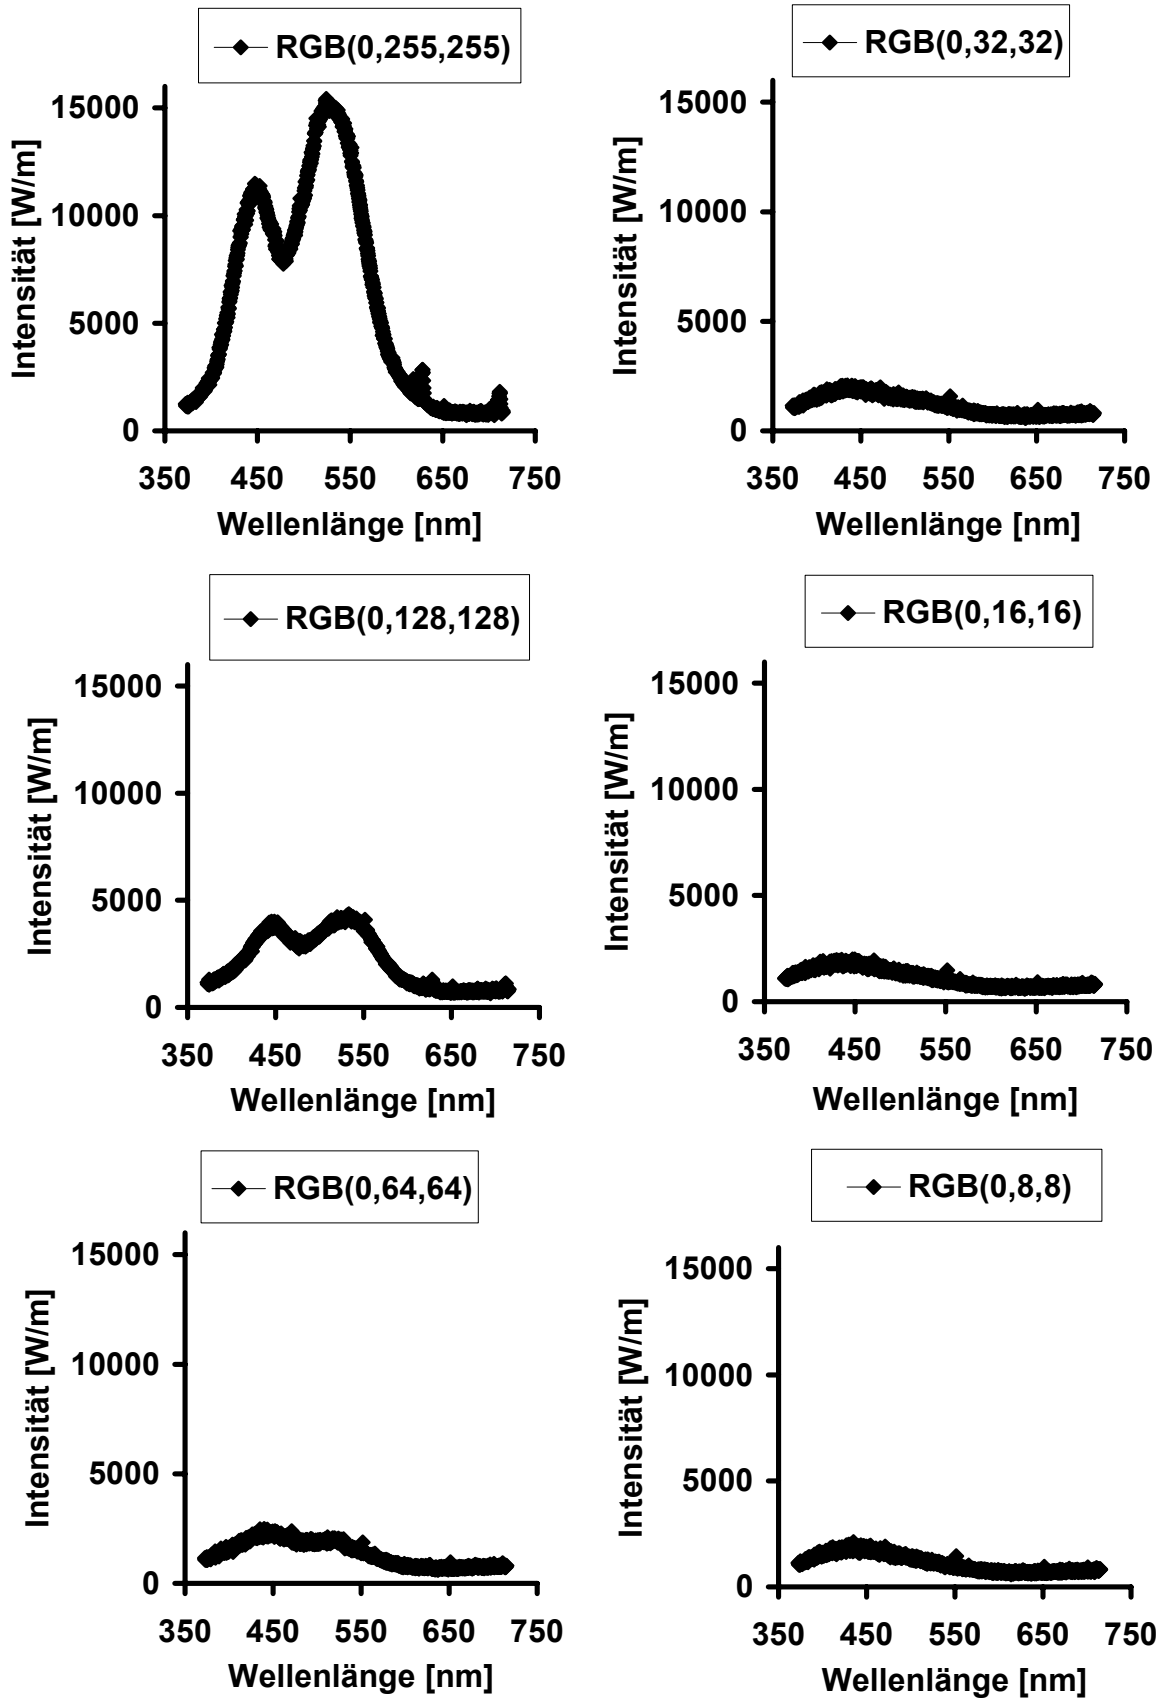 RGB(0,255,255)
15000
10000
5000
0
Intensität [W/m]
350 450 550 650 750
Wellenlänge [nm]
RGB(0,32,32)
15000
10000
5000
0
Intensität [W/m]
350 450 550 650 750
Wellenlänge [nm]
RGB(0,128,128)
15000
10000
5000
0
Intensität [W/m]
350 450 550 650 750
Wellenlänge [nm]
RGB(0,16,16)
15000
10000
5000
0
Intensität [W/m]
350 450 550 650 750
Wellenlänge [nm]
RGB(0,64,64)
15000
10000
5000
0
Intensität [W/m]
350 450 550 650 750
Wellenlänge [nm]
RGB(0,8,8)
15000
10000
5000
0
Intensität [W/m]
350 450 550 650 750
Wellenlänge [nm]